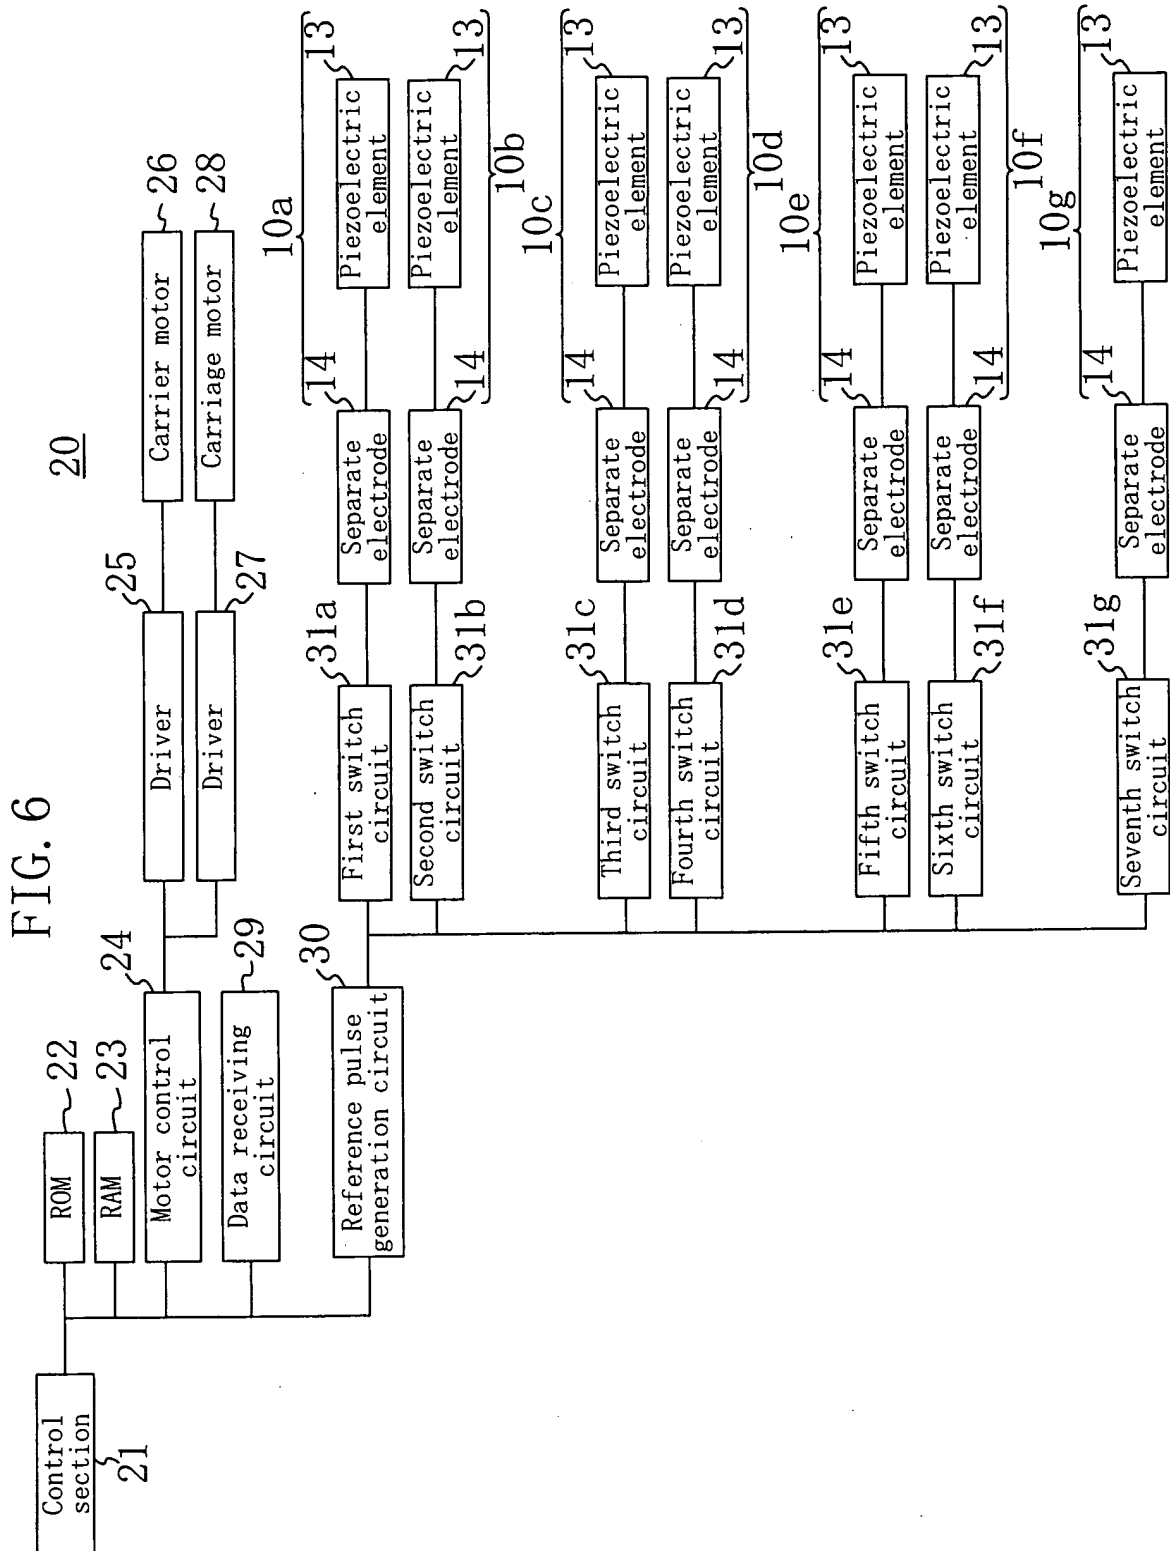 FIG. 6
20
Control
section
21
ROM
22
RAM
23
Motor control
circuit
24
Driver
25
Carrier motor
26
Driver
27
Carriage motor
28
Data receiving
circuit
29
Reference pulse
generation circuit
30
First switch
circuit
31a
Separate
electrode
14
Piezoelectric
element
13
10a
Second switch
circuit
31b
Separate
electrode
14
Piezoelectric
element
13
10b
Third switch
circuit
31c
Separate
electrode
14
Piezoelectric
element
13
10c
Fourth switch
circuit
31d
Separate
electrode
14
Piezoelectric
element
13
10d
Fifth switch
circuit
31e
Separate
electrode
14
Piezoelectric
element
13
10e
Sixth switch
circuit
31f
Separate
electrode
14
Piezoelectric
element
13
10f
Seventh switch
circuit
31g
Separate
electrode
14
Piezoelectric
element
13
10g